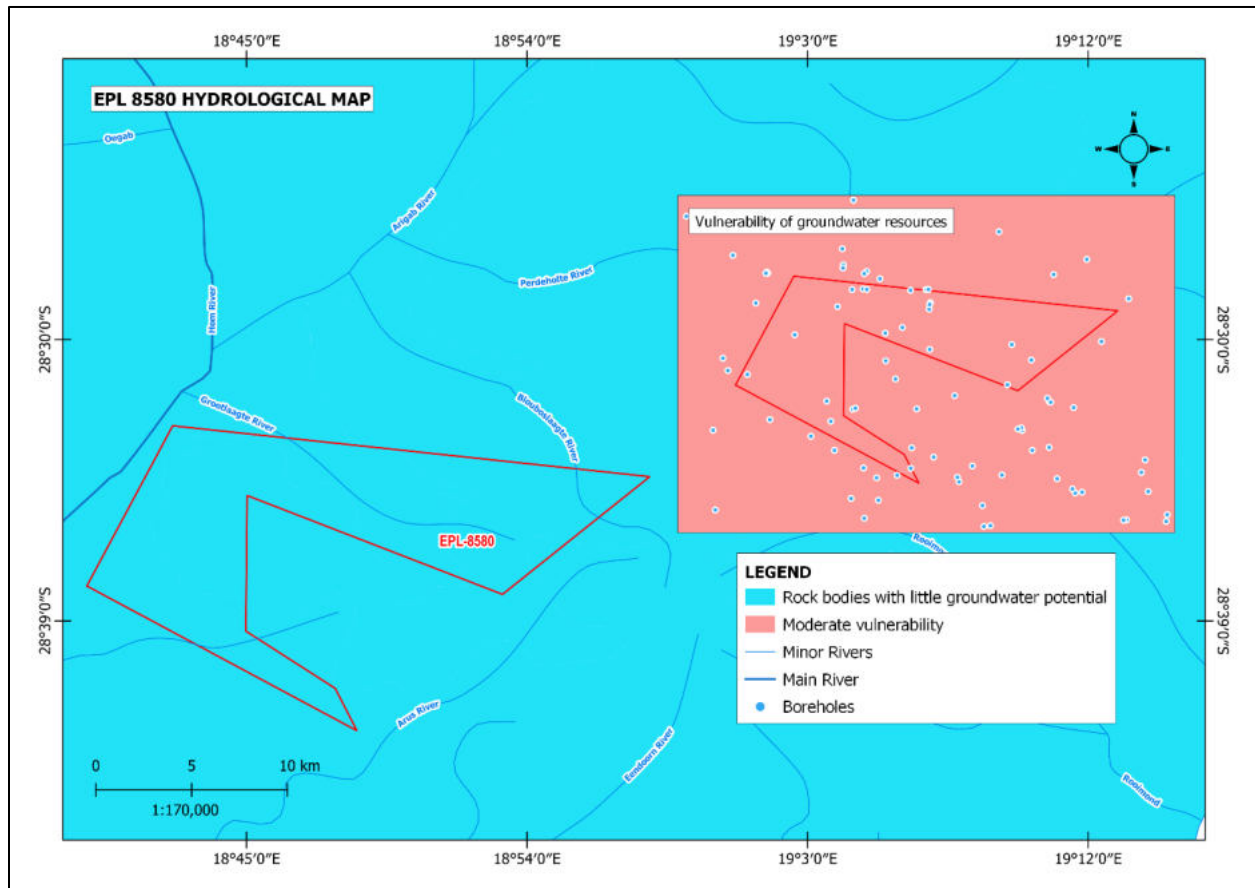 18°45′0″E 18°54′0″E 19°3′0″E 19°12′0″E
EPL 8580 HYDROLOGICAL MAP
N
W E
S
Oegab
Arigab River
Vulnerability of groundwater resources
Perdeholte River
Hom River
28°30′0″S 28°30′0″S
Grootlaagte River
Blouboslaagte River
EPL-8580
Rooimond
LEGEND
Rock bodies with little groundwater potential
Moderate vulnerability
Minor Rivers
Main River
Boreholes
28°39′0″S 28°39′0″S
Arus River
Eendoorn River
Rooimond
0 5 10 km
1:170,000
18°45′0″E 18°54′0″E 19°3′0″E 19°12′0″E